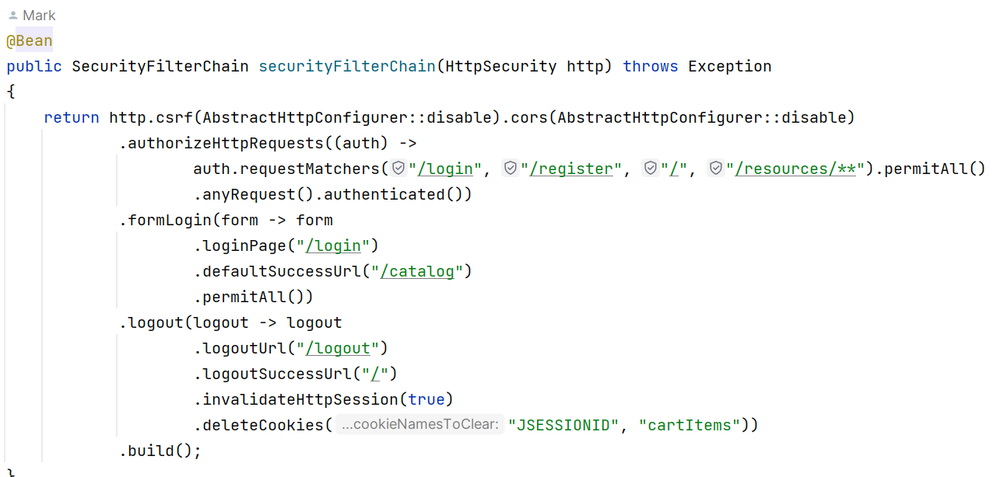 Mark
@Bean
public SecurityFilterChain securityFilterChain(HttpSecurity http) throws Exception
{
    return http.csrf(AbstractHttpConfigurer::disable).cors(AbstractHttpConfigurer::disable)
            .authorizeHttpRequests((auth) ->
                    auth.requestMatchers("/login", "/register", "/", "/resources/**").permitAll()
                    .anyRequest().authenticated())
            .formLogin(form -> form
                    .loginPage("/login")
                    .defaultSuccessUrl("/catalog")
                    .permitAll())
            .logout(logout -> logout
                    .logoutUrl("/logout")
                    .logoutSuccessUrl("/")
                    .invalidateHttpSession(true)
                    .deleteCookies( ...cookieNamesToClear: "JSESSIONID", "cartItems"))
            .build();
}